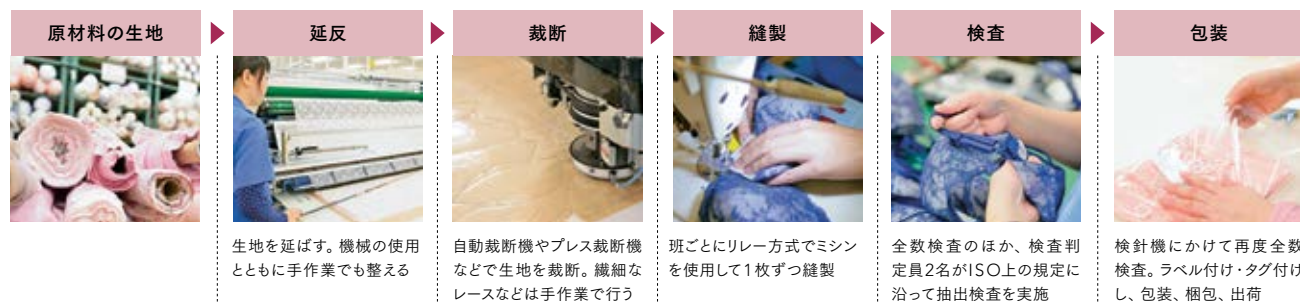 原材料の生地
延反
裁断
縫製
検査
包装
生地を延ばす。機械の使用
とともに手作業でも整える
自動裁断機やプレス裁断機
などで生地を裁断。繊細な
レースなどは手作業で行う
班ごとにリレー方式でミシン
を使用して1枚ずつ縫製
全数検査のほか、検査判
定員2名がISO上の規定に
沿って抽出検査を実施
検針機にかけて再度全数
検査。ラベル付け・タグ付け
し、包装、梱包、出荷